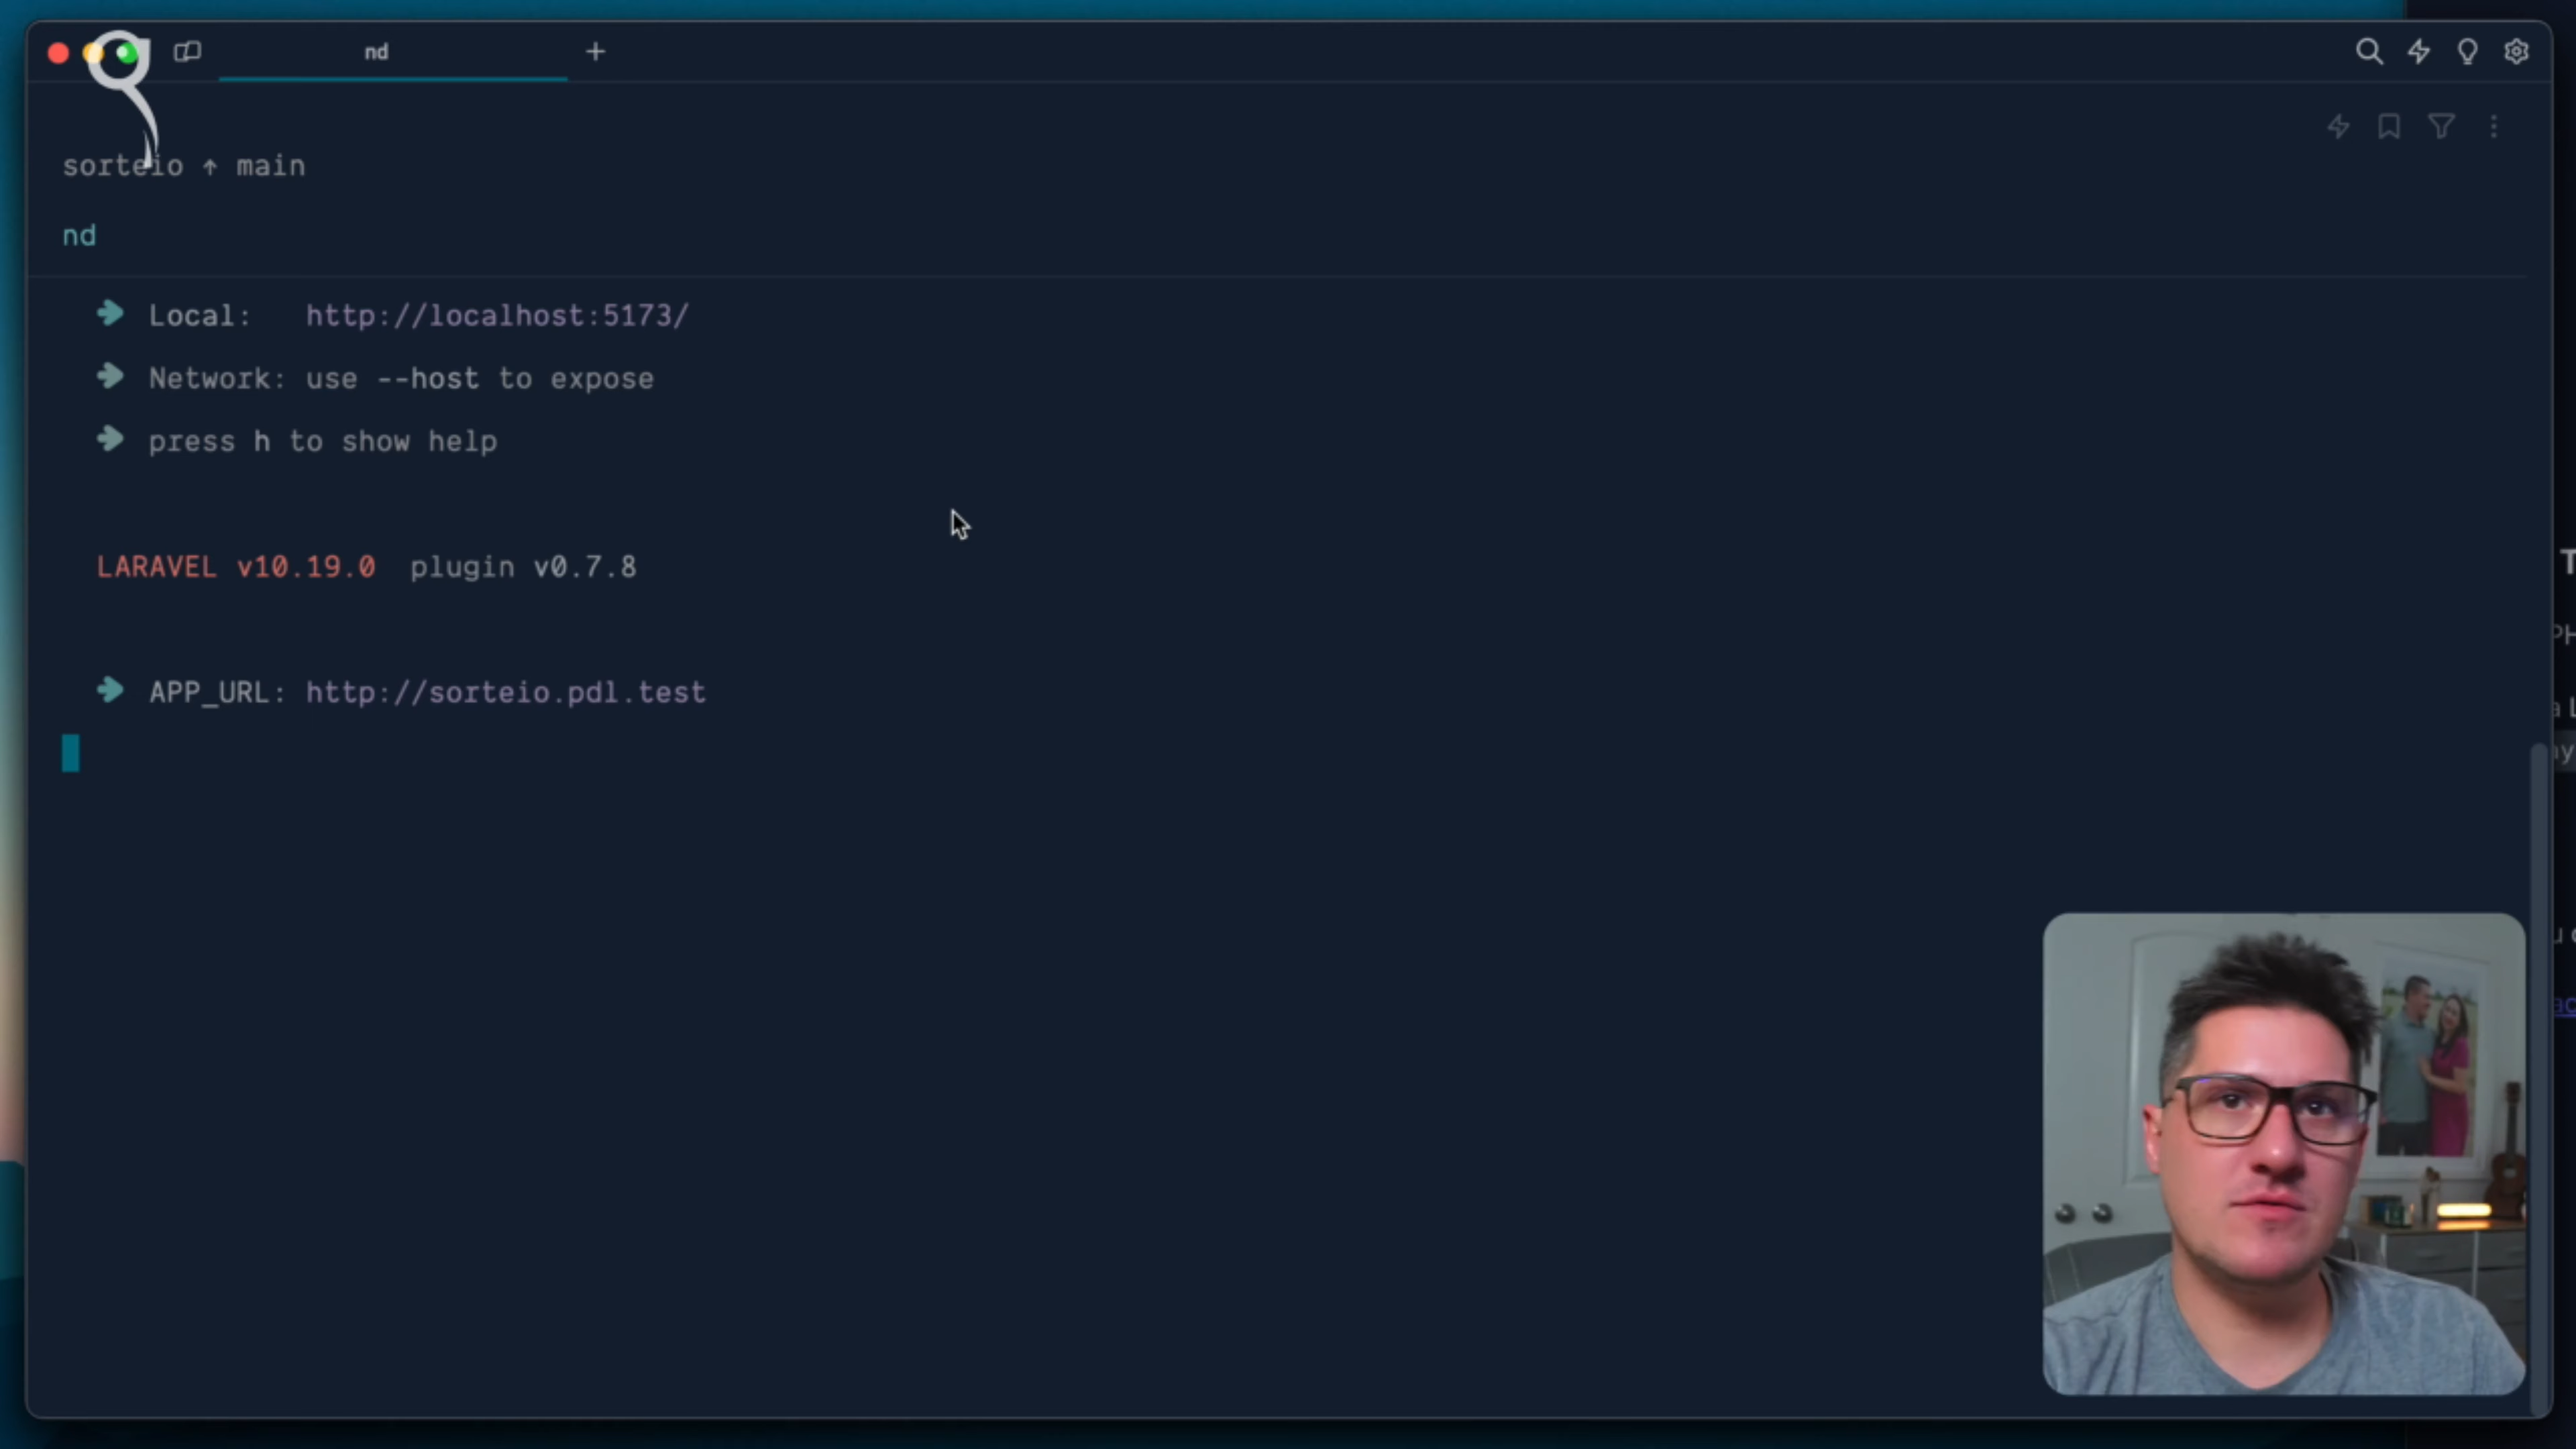 nd
sorteio ↑ main
nd
➜ Local: http://localhost:5173/
➜ Network: use --host to expose
➜ press h to show help
LARAVEL v10.19.0 plugin v0.7.8
➜ APP_URL: http://sorteio.pdl.test